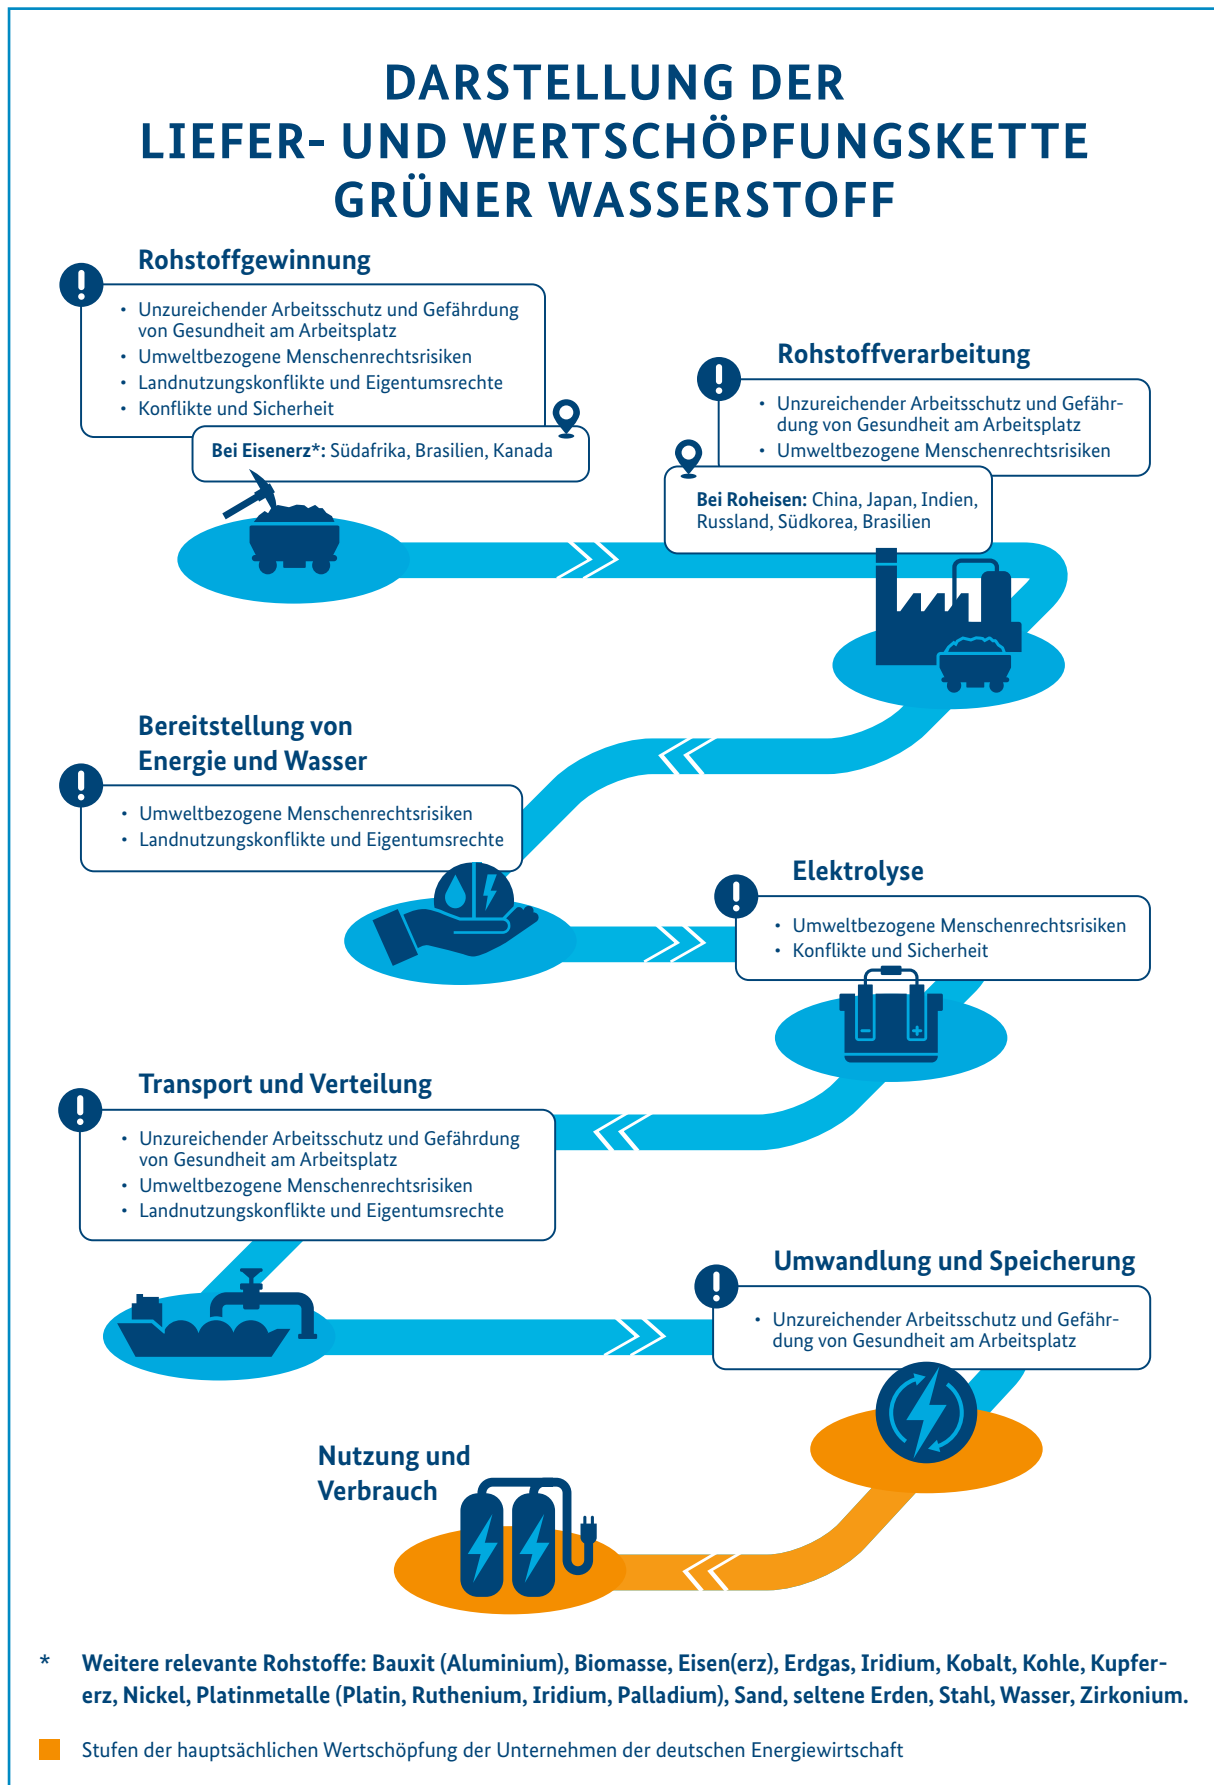 DARSTELLUNG DER
LIEFER- UND WERTSCHÖPFUNGSKETTE
GRÜNER WASSERSTOFF
Rohstoffgewinnung
• Unzureichender Arbeitsschutz und Gefährdung
von Gesundheit am Arbeitsplatz
• Umweltbezogene Menschenrechtsrisiken
• Landnutzungskonflikte und Eigentumsrechte
• Konflikte und Sicherheit
Bei Eisenerz*: Südafrika, Brasilien, Kanada
Rohstoffverarbeitung
• Unzureichender Arbeitsschutz und Gefähr-
dung von Gesundheit am Arbeitsplatz
• Umweltbezogene Menschenrechtsrisiken
Bei Roheisen: China, Japan, Indien,
Russland, Südkorea, Brasilien
Bereitstellung von
Energie und Wasser
• Umweltbezogene Menschenrechtsrisiken
• Landnutzungskonflikte und Eigentumsrechte
Elektrolyse
• Umweltbezogene Menschenrechtsrisiken
• Konflikte und Sicherheit
Transport und Verteilung
• Unzureichender Arbeitsschutz und Gefährdung
von Gesundheit am Arbeitsplatz
• Umweltbezogene Menschenrechtsrisiken
• Landnutzungskonflikte und Eigentumsrechte
Umwandlung und Speicherung
• Unzureichender Arbeitsschutz und Gefähr-
dung von Gesundheit am Arbeitsplatz
Nutzung und
Verbrauch
* Weitere relevante Rohstoffe: Bauxit (Aluminium), Biomasse, Eisen(erz), Erdgas, Iridium, Kobalt, Kohle, Kupfer-
erz, Nickel, Platinmetalle (Platin, Ruthenium, Iridium, Palladium), Sand, seltene Erden, Stahl, Wasser, Zirkonium.
Stufen der hauptsächlichen Wertschöpfung der Unternehmen der deutschen Energiewirtschaft